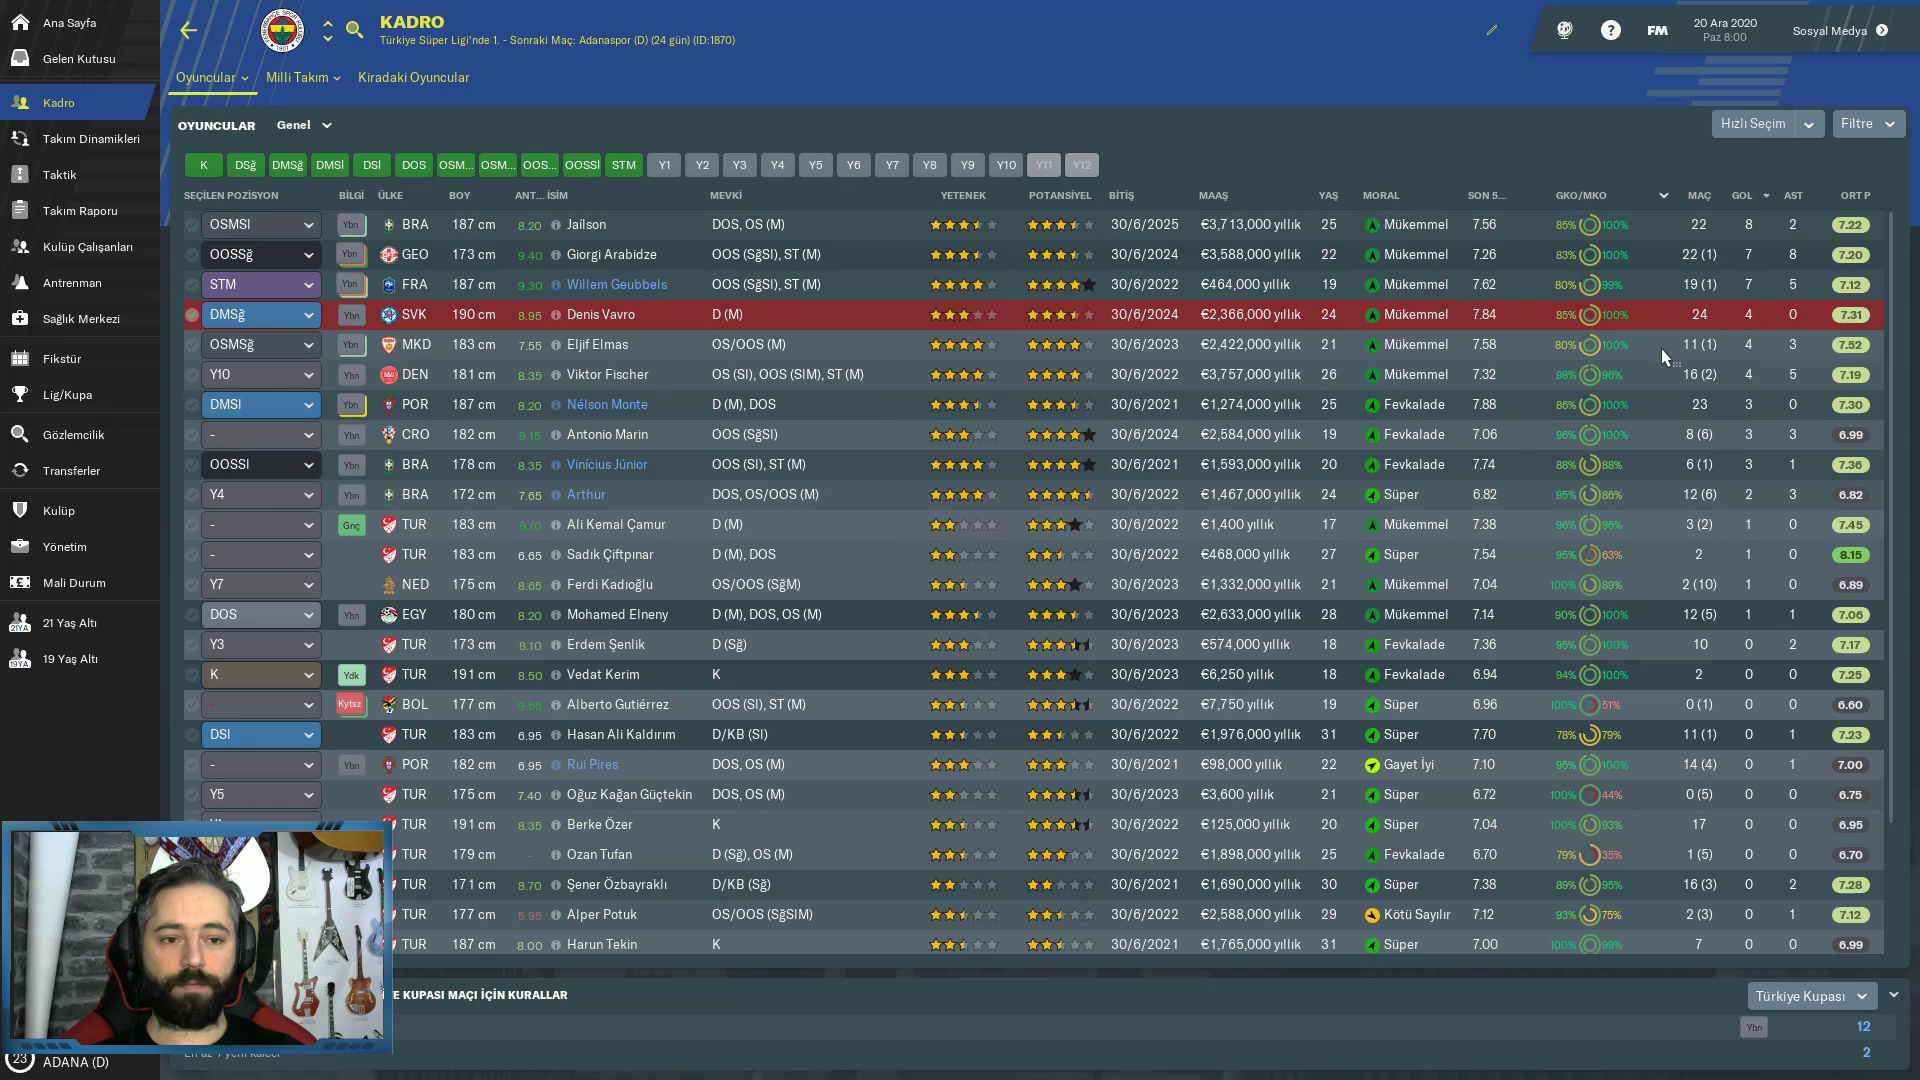 Ana Sayfa
Gelen Kutusu
Kadro
Takım Dinamikleri
Taktik
Takım Raporu
Kulüp Çalışanları
Antrenman
Sağlık Merkezi
Fikstür
Lig/Kupa
Gözlemcilik
Transferler
Kulüp
Yönetim
Mali Durum
21YA 21 Yaş Altı
19YA 19 Yaş Altı
23 ADANA (D)
KADRO
Türkiye Süper Ligi'nde 1. - Sonraki Maç: Adanaspor (D) (24 gün) (ID:1870)
FM
20 Ara 2020
Paz 8:00
Sosyal Medya
Oyuncular Milli Takım Kiradaki Oyuncular
OYUNCULAR Genel Hızlı Seçim Filtre
K DSğ DMSğ DMSl DSl DOS OSM... OSM... OOS... OOSSl STM Y1 Y2 Y3 Y4 Y5 Y6 Y7 Y8 Y9 Y10 Y11 Y12
SEÇİLEN POZİSYON BİLGİ ÜLKE BOY ANT... İSİM MEVKİ YETENEK POTANSİYEL BİTİŞ MAAŞ YAŞ MORAL SON 5... GKO/MKO MAÇ GOL AST ORT P
OSMSl Ybn BRA 187 cm 8.20 Jaílson DOS, OS (M) 30/6/2025 €3,713,000 yıllık 25 Mükemmel 7.56 85% 100% 22 8 2 7.22
OOSSğ Ybn GEO 173 cm 9.40 Giorgi Arabidze OOS (SğSl), ST (M) 30/6/2024 €3,588,000 yıllık 22 Mükemmel 7.26 83% 100% 22 (1) 7 8 7.20
STM Ybn FRA 187 cm 9.30 Willem Geubbels OOS (SğSl), ST (M) 30/6/2022 €464,000 yıllık 19 Mükemmel 7.62 80% 99% 19 (1) 7 5 7.12
DMSğ Ybn SVK 190 cm 8.95 Denis Vavro D (M) 30/6/2024 €2,366,000 yıllık 24 Mükemmel 7.84 85% 100% 24 4 0 7.31
OSMSğ Ybn MKD 183 cm 7.55 Eljif Elmas OS/OOS (M) 30/6/2023 €2,422,000 yıllık 21 Mükemmel 7.58 80% 100% 11 (1) 4 3 7.52
Y10 Ybn DEN 181 cm 8.35 Viktor Fischer OS (Sl), OOS (SlM), ST (M) 30/6/2022 €3,757,000 yıllık 26 Mükemmel 7.32 98% 96% 16 (2) 4 5 7.19
DMSl Ybn POR 187 cm 8.20 Nélson Monte D (M), DOS 30/6/2021 €1,274,000 yıllık 25 Fevkalade 7.88 86% 100% 23 3 0 7.30
- Ybn CRO 182 cm 9.15 Antonio Marin OOS (SğSl) 30/6/2024 €2,584,000 yıllık 19 Fevkalade 7.06 96% 100% 8 (6) 3 3 6.99
OOSSl Ybn BRA 178 cm 8.35 Vinícius Júnior OOS (Sl), ST (M) 30/6/2021 €1,593,000 yıllık 20 Fevkalade 7.74 88% 88% 6 (1) 3 1 7.36
Y4 Ybn BRA 172 cm 7.65 Arthur DOS, OS/OOS (M) 30/6/2022 €1,467,000 yıllık 24 Süper 6.82 95% 86% 12 (6) 2 3 6.82
- Gnç TUR 183 cm 9.10 Ali Kemal Çamur D (M) 30/6/2022 €1,400 yıllık 17 Mükemmel 7.38 96% 96% 3 (2) 1 0 7.45
- TUR 183 cm 6.65 Sadık Çiftpınar D (M), DOS 30/6/2022 €468,000 yıllık 27 Süper 7.54 95% 63% 2 1 0 8.15
Y7 NED 175 cm 8.65 Ferdi Kadıoğlu OS/OOS (SğM) 30/6/2023 €1,332,000 yıllık 21 Mükemmel 7.04 100% 89% 2 (10) 1 0 6.89
DOS Ybn EGY 180 cm 8.20 Mohamed Elneny D (M), DOS, OS (M) 30/6/2023 €2,633,000 yıllık 28 Mükemmel 7.14 90% 100% 12 (5) 1 1 7.06
Y3 TUR 173 cm 8.10 Erdem Şenlik D (Sğ) 30/6/2023 €574,000 yıllık 18 Fevkalade 7.36 95% 100% 10 0 2 7.17
K Ydk TUR 191 cm 8.50 Vedat Kerim K 30/6/2023 €6,250 yıllık 18 Fevkalade 6.94 94% 100% 2 0 0 7.25
- Kytsz BOL 177 cm 9.55 Alberto Gutiérrez OOS (Sl), ST (M) 30/6/2022 €7,750 yıllık 19 Süper 6.96 100% 51% 0 (1) 0 0 6.60
DSl TUR 183 cm 6.95 Hasan Ali Kaldırım D/KB (Sl) 30/6/2022 €1,976,000 yıllık 31 Süper 7.70 78% 79% 11 (1) 0 1 7.23
- Ybn POR 182 cm 6.95 Rui Pires DOS, OS (M) 30/6/2021 €98,000 yıllık 22 Gayet İyi 7.10 95% 100% 14 (4) 0 1 7.00
Y5 TUR 175 cm 7.40 Oğuz Kağan Güçtekin DOS, OS (M) 30/6/2023 €3,600 yıllık 21 Süper 6.72 100% 44% 0 (5) 0 0 6.75
TUR 191 cm 8.35 Berke Özer K 30/6/2022 €125,000 yıllık 20 Süper 7.04 100% 93% 17 0 0 6.95
TUR 179 cm - Ozan Tufan D (Sğ), OS (M) 30/6/2022 €1,898,000 yıllık 25 Fevkalade 6.70 79% 35% 1 (5) 0 0 6.70
TUR 171 cm 8.70 Şener Özbayraklı D/KB (Sğ) 30/6/2021 €1,690,000 yıllık 30 Süper 7.38 89% 95% 16 (3) 0 2 7.28
TUR 177 cm 5.95 Alper Potuk OS/OOS (SğSlM) 30/6/2022 €2,588,000 yıllık 29 Kötü Sayılır 7.12 93% 75% 2 (3) 0 1 7.12
TUR 187 cm 8.00 Harun Tekin K 30/6/2021 €1,765,000 yıllık 31 Süper 7.00 100% 99% 7 0 0 6.99
KUPASI MAÇI İÇİN KURALLAR Türkiye Kupası
Ybn 12
2